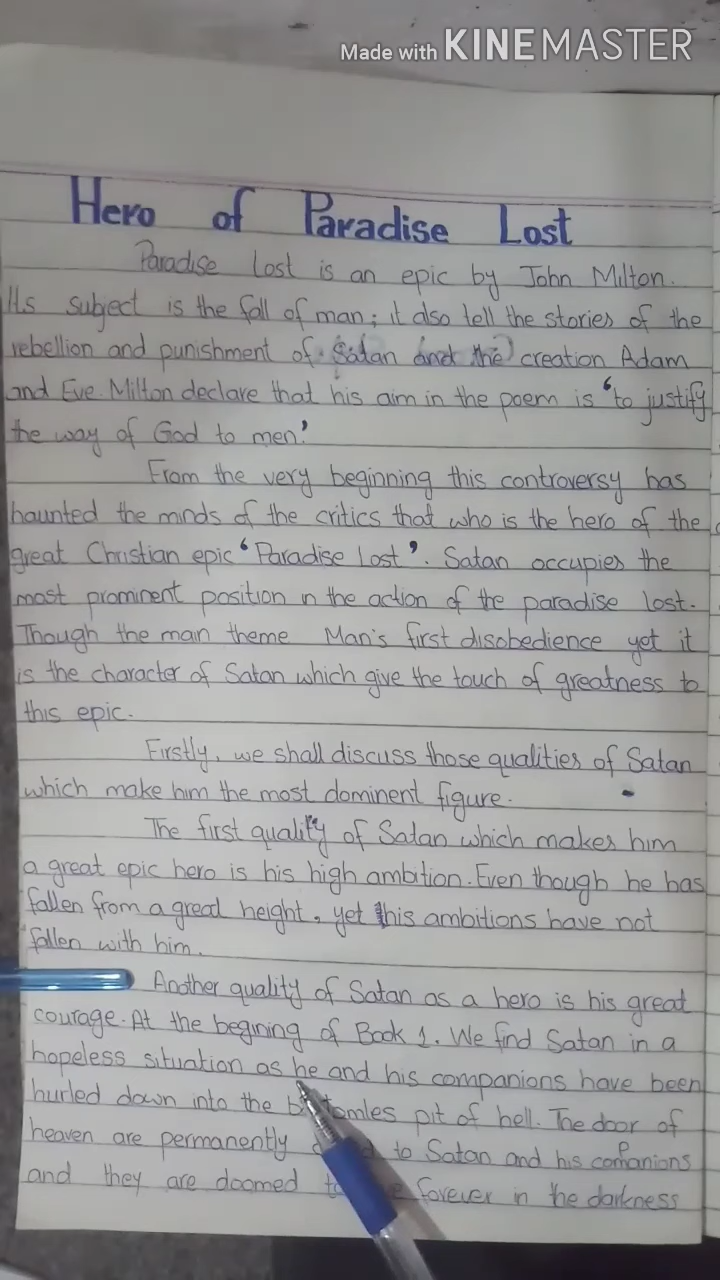 Made with KINEMASTER
Hero of Paradise Lost
Paradise lost is an epic by John Milton.
Its subject is the fall of man; it also tell the stories of the
rebellion and punishment of Satan and the creation Adam
and Eve. Milton declare that his aim in the poem is ‘to justify
the way of God to men’.
From the very beginning this controversy has
haunted the minds of the critics that who is the hero of the
great Christian epic ‘Paradise lost’. Satan occupies the
most prominent position in the action of the paradise lost.
Though the main theme Man's first disobedience yet it
is the character of Satan which give the touch of greatness to
this epic.
Firstly, we shall discuss those qualities of Satan
which make him the most dominent figure.
The first quality of Satan which makes him
a great epic hero is his high ambition. Even though he has
fallen from a great height, yet his ambitions have not
fallen with him.
Another quality of Satan as a hero is his great
courage. At the begining of Book 1. We find Satan in a
hopeless situation as he and his companions have been
hurled down into the pit of hell. The door of
heaven are permanently to Satan and his companions
and they are doomed forever in the darkness